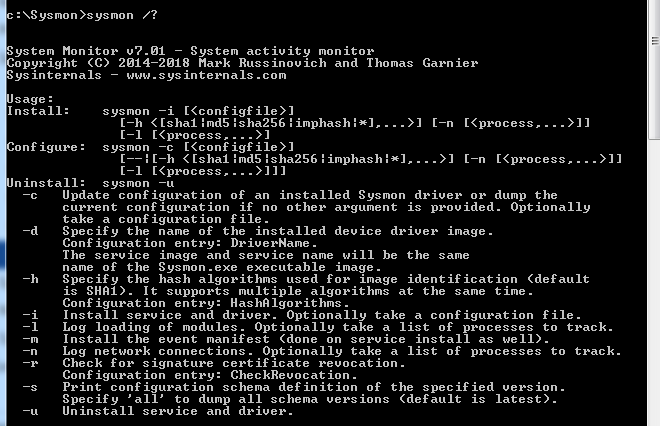 c:\Sysmon>sysmon /?
System Monitor v7.01 - System activity monitor
Copyright (C) 2014-2018 Mark Russinovich and Thomas Garnier
Sysinternals - www.sysinternals.com
Usage:
Install:    sysmon -i [<configfile>]
              [-h <[sha1|md5|sha256|imphash|*],...>] [-n [<process,...>]]
              [-l [<process,...>]
Configure:  sysmon -c [<configfile>]
              [--|[-h <[sha1|md5|sha256|imphash|*],...>] [-n [<process,...>]]
              [-l [<process,...>]]]
Uninstall:  sysmon -u
  -c   Update configuration of an installed Sysmon driver or dump the
       current configuration if no other argument is provided. Optionally
       take a configuration file.
  -d   Specify the name of the installed device driver image.
       Configuration entry: DriverName.
       The service image and service name will be the same
       name of the Sysmon.exe executable image.
  -h   Specify the hash algorithms used for image identification (default
       is SHA1). It supports multiple algorithms at the same time.
       Configuration entry: HashAlgorithms.
  -i   Install service and driver. Optionally take a configuration file.
  -l   Log loading of modules. Optionally take a list of processes to track.
  -m   Install the event manifest (done on service install as well).
  -n   Log network connections. Optionally take a list of processes to track.
  -r   Check for signature certificate revocation.
       Configuration entry: CheckRevocation.
  -s   Print configuration schema definition of the specified version.
       Specify 'all' to dump all schema versions (default is latest).
  -u   Uninstall service and driver.